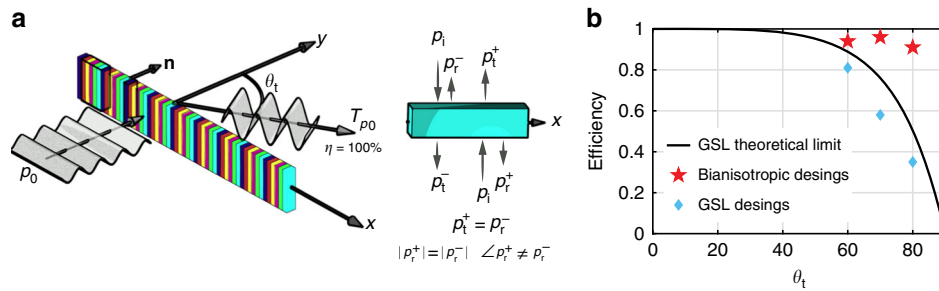 a
y
n
θt
Tp0
η = 100%
p0
x
pi
pr−
pt+
x
pt−
pi
pr+
pt+ = pr−
|pr+| = |pr−| ∠pr+ ≠ pr−
b
Efficiency
1
0.8
0.6
0.4
0.2
0
GSL theoretical limit
Bianisotropic desings
GSL desings
0 20 40 60 80
θt